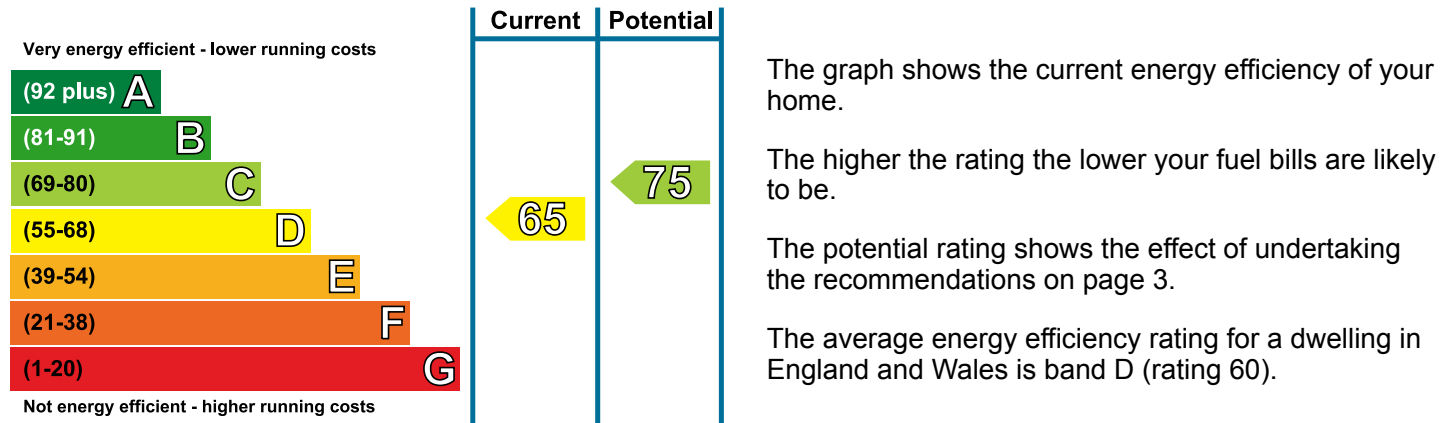 Current Potential
Very energy efficient - lower running costs
(92 plus) A
(81-91) B
(69-80) C
75
(55-68) D
65
(39-54) E
(21-38) F
(1-20) G
Not energy efficient - higher running costs
The graph shows the current energy efficiency of your
home.
The higher the rating the lower your fuel bills are likely
to be.
The potential rating shows the effect of undertaking
the recommendations on page 3.
The average energy efficiency rating for a dwelling in
England and Wales is band D (rating 60).